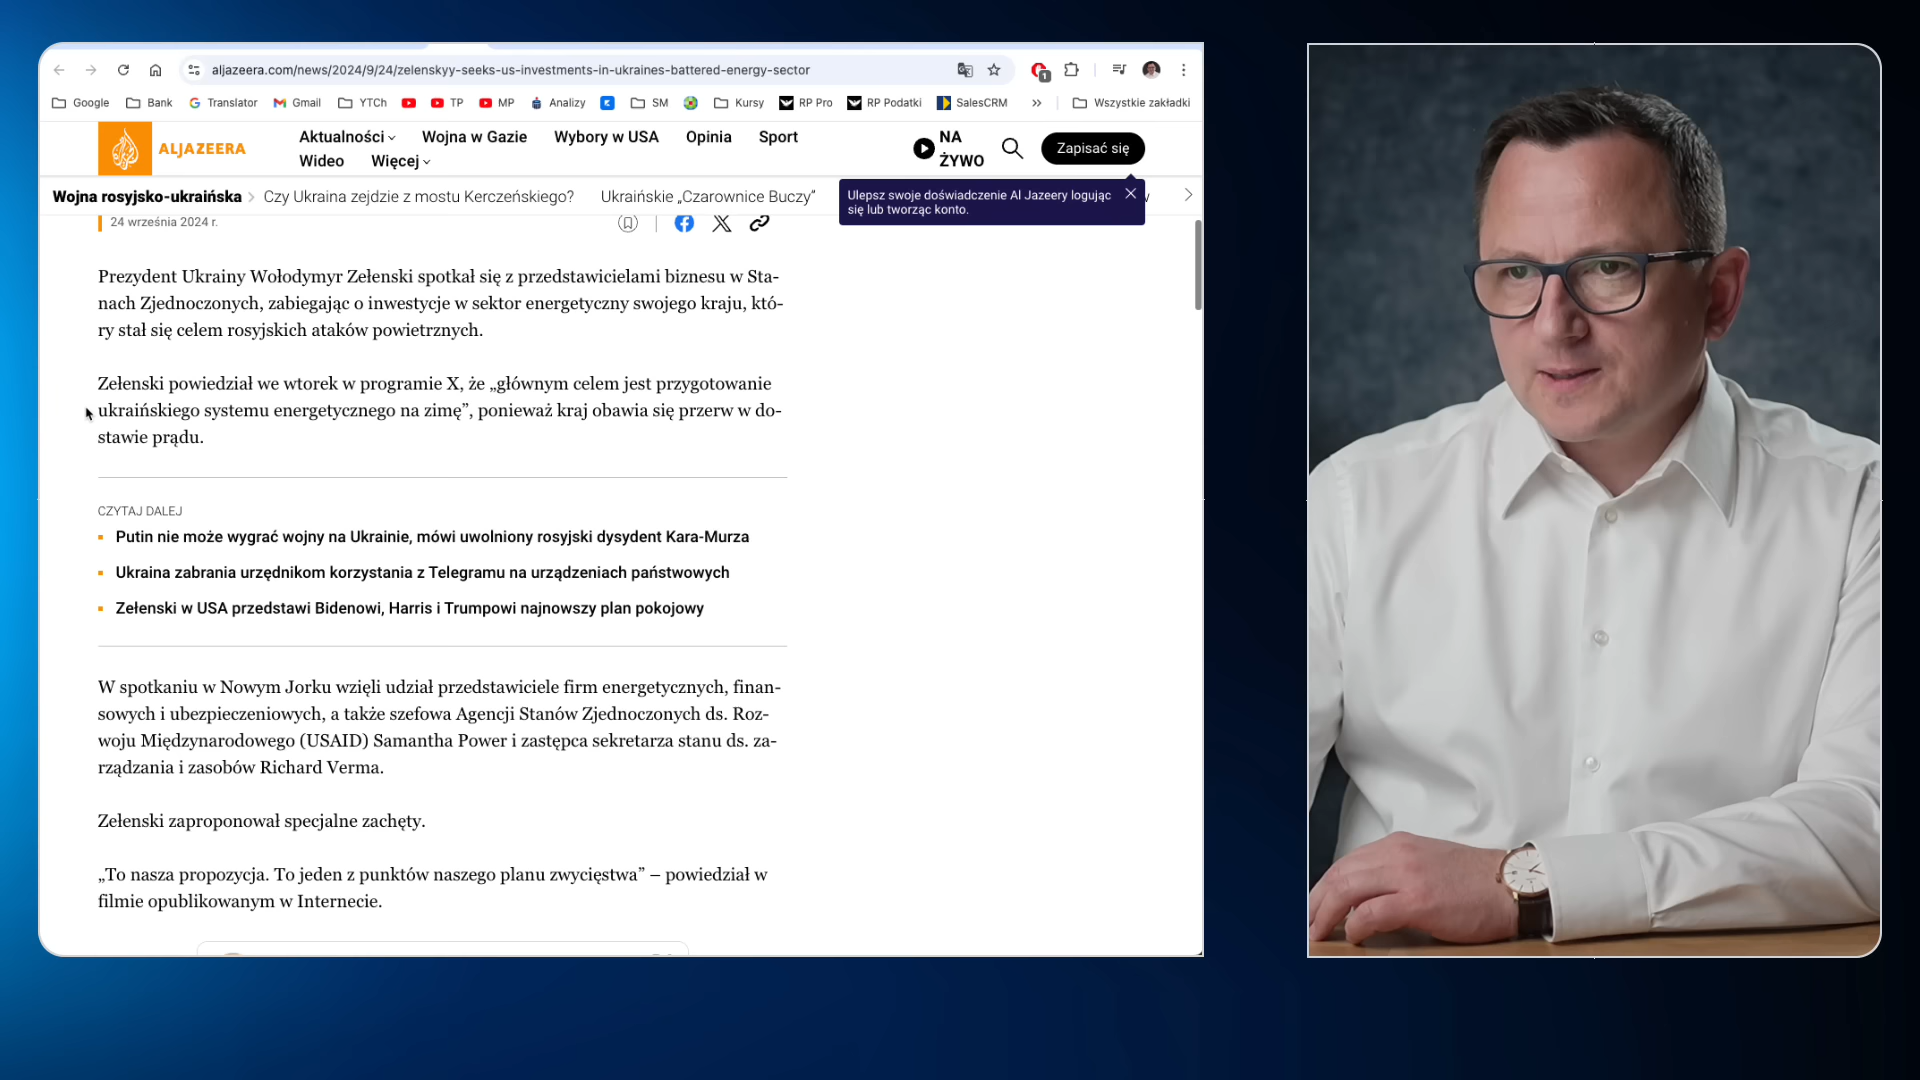 aljazeera.com/news/2024/9/24/zelenskyy-seeks-us-investments-in-ukraines-battered-energy-sector
1
Google Bank Translator Gmail YTCh TP MP Analizy SM Kursy RP Pro RP Podatki SalesCRM » Wszystkie zakładki
ALJAZEERA
Aktualności Wojna w Gazie Wybory w USA Opinia Sport
Wideo Więcej
NA
ŻYWO
Zapisać się
Wojna rosyjsko-ukraińska Czy Ukraina zejdzie z mostu Kerczeńskiego? Ukraińskie „Czarownice Buczy”
Ulepsz swoje doświadczenie Al Jazeery logując
się lub tworząc konto.
24 września 2024 r.
Prezydent Ukrainy Wołodymyr Zełenski spotkał się z przedstawicielami biznesu w Sta-
nach Zjednoczonych, zabiegając o inwestycje w sektor energetyczny swojego kraju, któ-
ry stał się celem rosyjskich ataków powietrznych.
Zełenski powiedział we wtorek w programie X, że „głównym celem jest przygotowanie
ukraińskiego systemu energetycznego na zimę”, ponieważ kraj obawia się przerw w do-
stawie prądu.
CZYTAJ DALEJ
Putin nie może wygrać wojny na Ukrainie, mówi uwolniony rosyjski dysydent Kara-Murza
Ukraina zabrania urzędnikom korzystania z Telegramu na urządzeniach państwowych
Zełenski w USA przedstawi Bidenowi, Harris i Trumpowi najnowszy plan pokojowy
W spotkaniu w Nowym Jorku wzięli udział przedstawiciele firm energetycznych, finan-
sowych i ubezpieczeniowych, a także szefowa Agencji Stanów Zjednoczonych ds. Roz-
woju Międzynarodowego (USAID) Samantha Power i zastępca sekretarza stanu ds. za-
rządzania i zasobów Richard Verma.
Zełenski zaproponował specjalne zachęty.
„To nasza propozycja. To jeden z punktów naszego planu zwycięstwa” – powiedział w
filmie opublikowanym w Internecie.